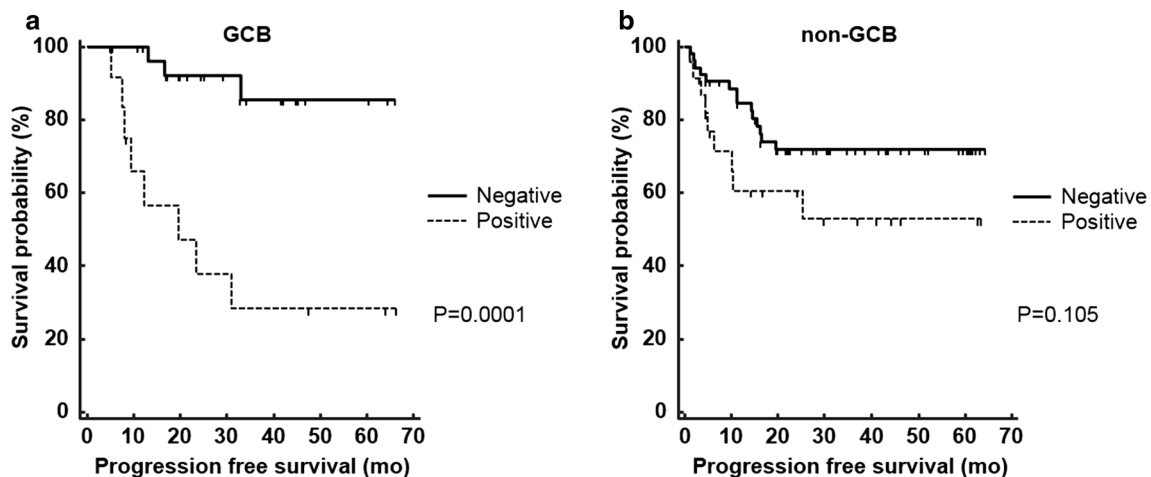 a
GCB
100
80
60
40
20
0
Survival probability (%)
0 10 20 30 40 50 60 70
Progression free survival (mo)
Negative
Positive
P=0.0001
b
non-GCB
100
80
60
40
20
0
Survival probability (%)
0 10 20 30 40 50 60 70
Progression free survival (mo)
Negative
Positive
P=0.105